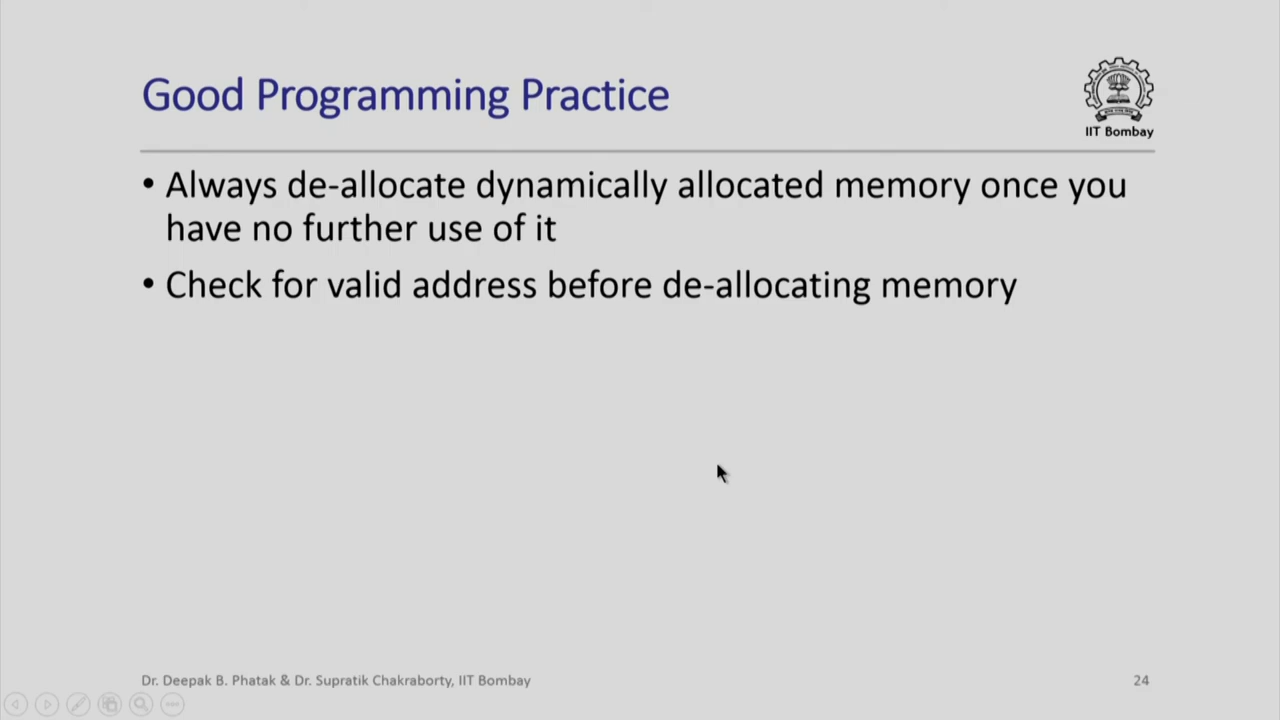 Good Programming Practice
IIT Bombay
• Always de-allocate dynamically allocated memory once you
have no further use of it
• Check for valid address before de-allocating memory
Dr. Deepak B. Phatak & Dr. Supratik Chakraborty, IIT Bombay
24